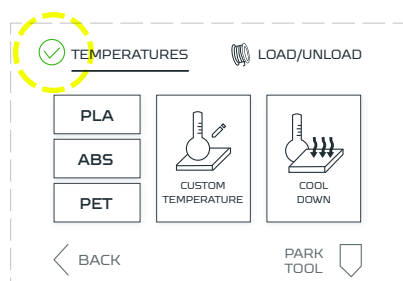 TEMPERATURES
LOAD/UNLOAD
PLA
ABS
PET
CUSTOM
TEMPERATURE
COOL
DOWN
BACK
PARK
TOOL